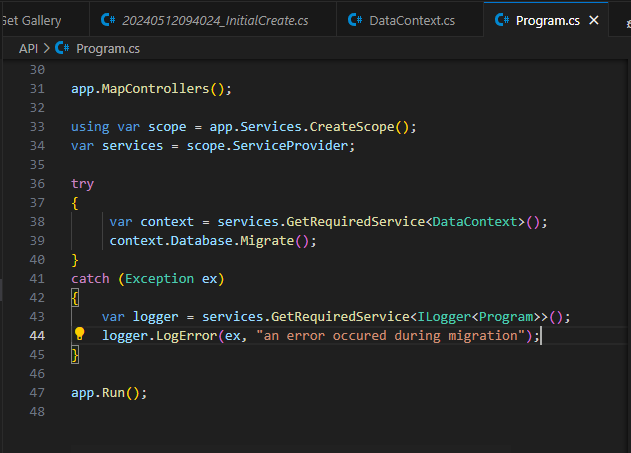 et Gallery
20240512094024_InitialCreate.cs
DataContext.cs
Program.cs
API > Program.cs
30
31 app.MapControllers();
32
33 using var scope = app.Services.CreateScope();
34 var services = scope.ServiceProvider;
35
36 try
37 {
38 var context = services.GetRequiredService<DataContext>();
39 context.Database.Migrate();
40 }
41 catch (Exception ex)
42 {
43 var logger = services.GetRequiredService<ILogger<Program>>();
44 logger.LogError(ex, "an error occured during migration");
45 }
46
47 app.Run();
48